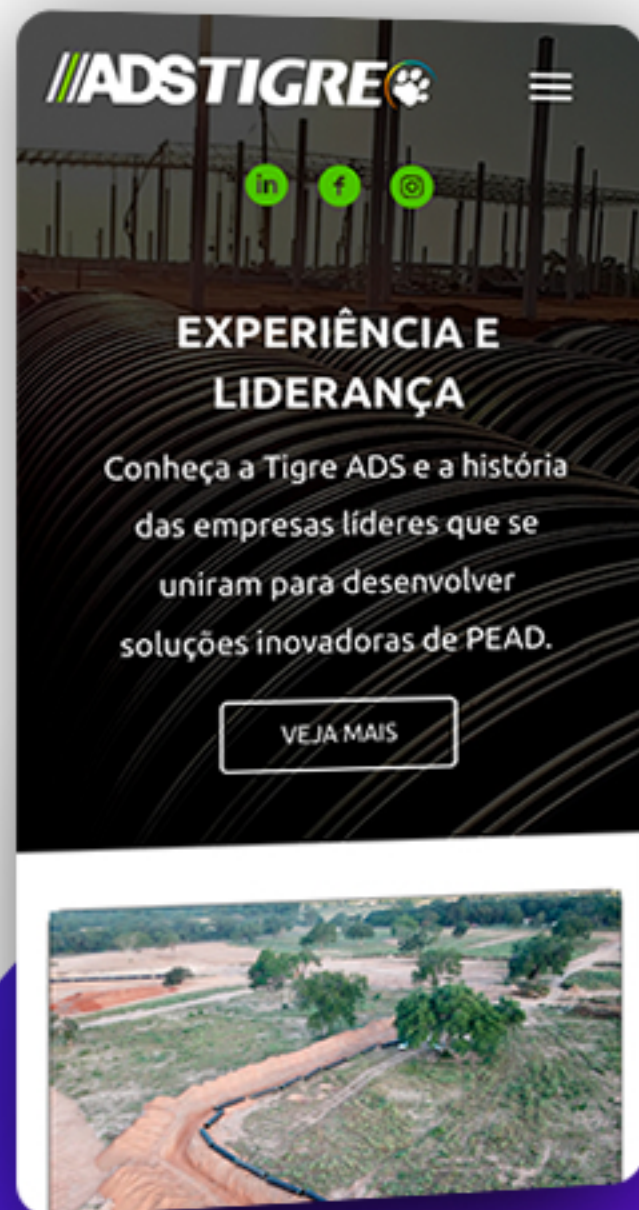 ADSTIGRE
in f
EXPERIÊNCIA E
LIDERANÇA
Conheça a Tigre ADS e a história
das empresas líderes que se
uniram para desenvolver
soluções inovadoras de PEAD.
VEJA MAIS